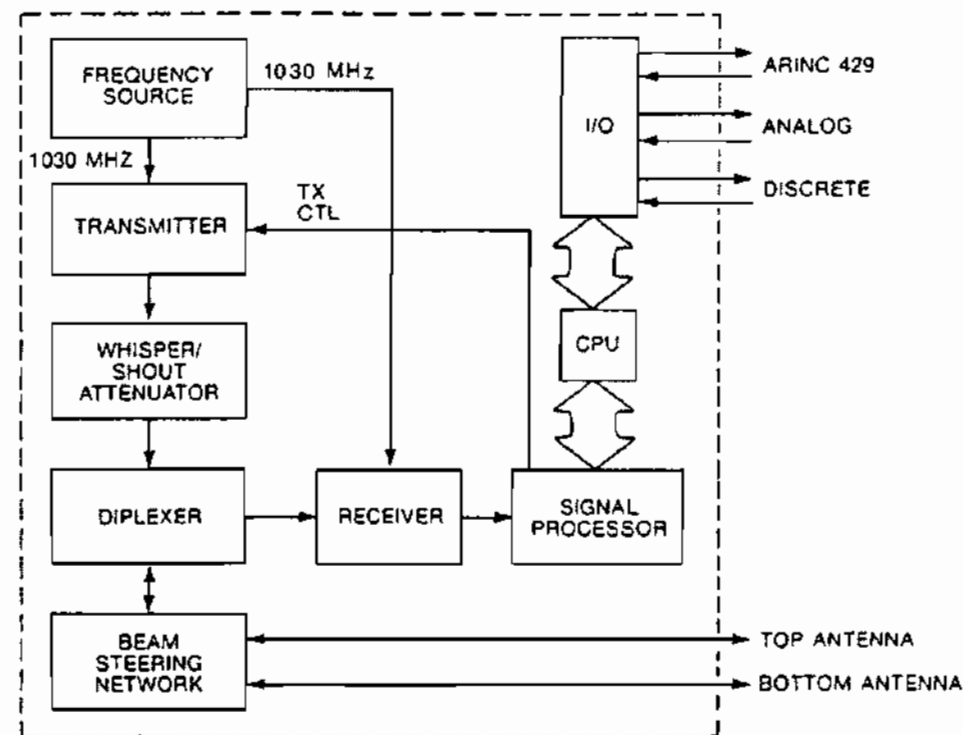 FREQUENCY
SOURCE
1030 MHz
1030 MHZ
TRANSMITTER
TX
CTL
WHISPER/
SHOUT
ATTENUATOR
DIPLEXER
RECEIVER
SIGNAL
PROCESSOR
BEAM
STEERING
NETWORK
I/O
CPU
ARINC 429
ANALOG
DISCRETE
TOP ANTENNA
BOTTOM ANTENNA